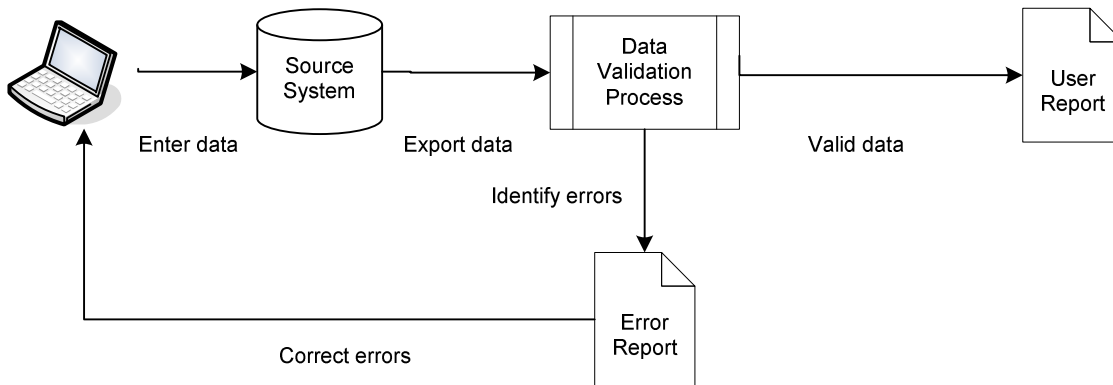 Source
System
Data
Validation
Process
User
Report
Enter data
Export data
Valid data
Identify errors
Error
Report
Correct errors